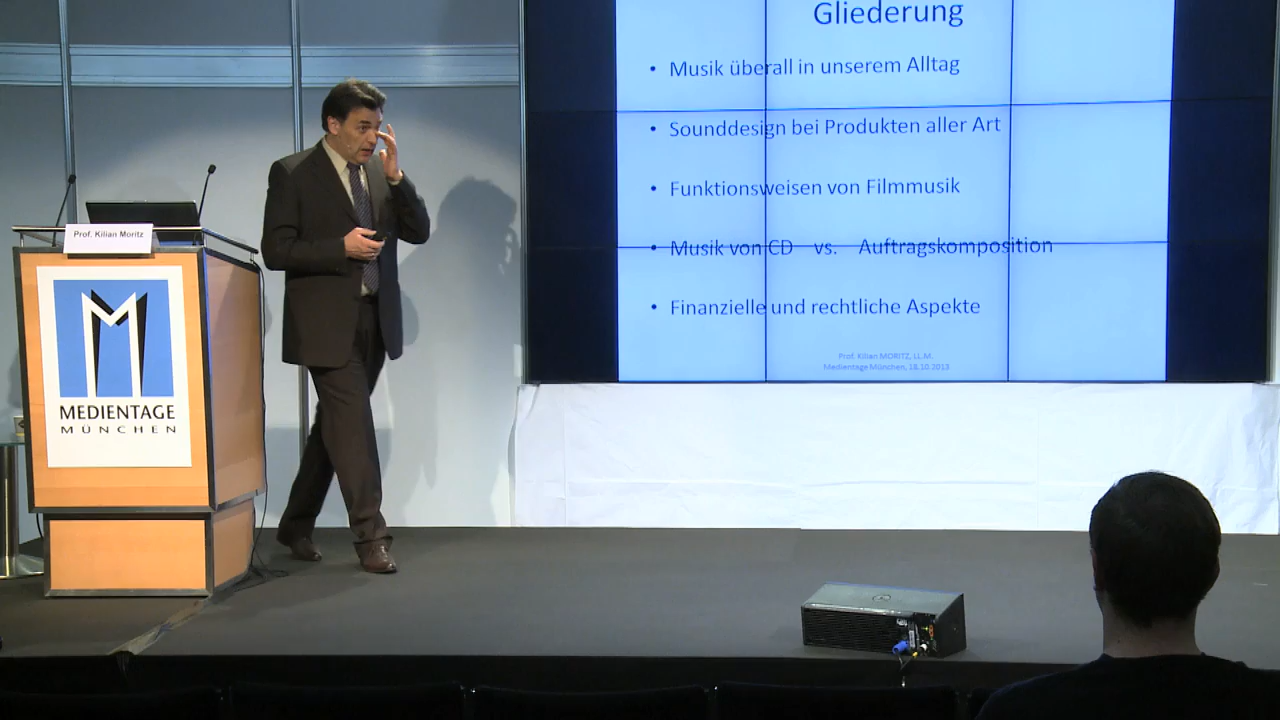 Gliederung
• Musik überall in unserem Alltag
• Sounddesign bei Produkten aller Art
• Funktionsweisen von Filmmusik
• Musik von CD vs. Auftragskomposition
• Finanzielle und rechtliche Aspekte
Prof. Kilian MORITZ, LL.M.
Medientage München, 18.10.2013
Prof. Kilian Moritz
M
MEDIENTAGE
MÜNCHEN